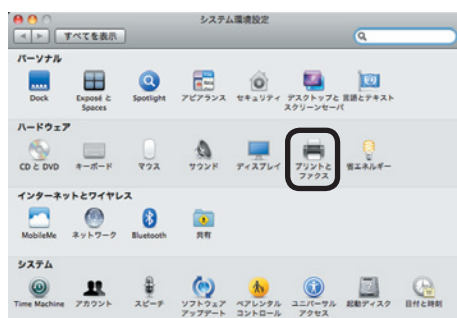 システム環境設定
すべてを表示
パーソナル
Dock
Exposé と
Spaces
Spotlight
アピアランス
セキュリティ
デスクトップと
スクリーンセーバ
言語とテキスト
ハードウェア
CD と DVD
キーボード
マウス
サウンド
ディスプレイ
プリントと
ファクス
省エネルギー
インターネットとワイヤレス
MobileMe
ネットワーク
Bluetooth
共有
システム
Time Machine
アカウント
スピーチ
ソフトウェア
アップデート
ペアレンタル
コントロール
ユニバーサル
アクセス
起動ディスク
日付と時刻